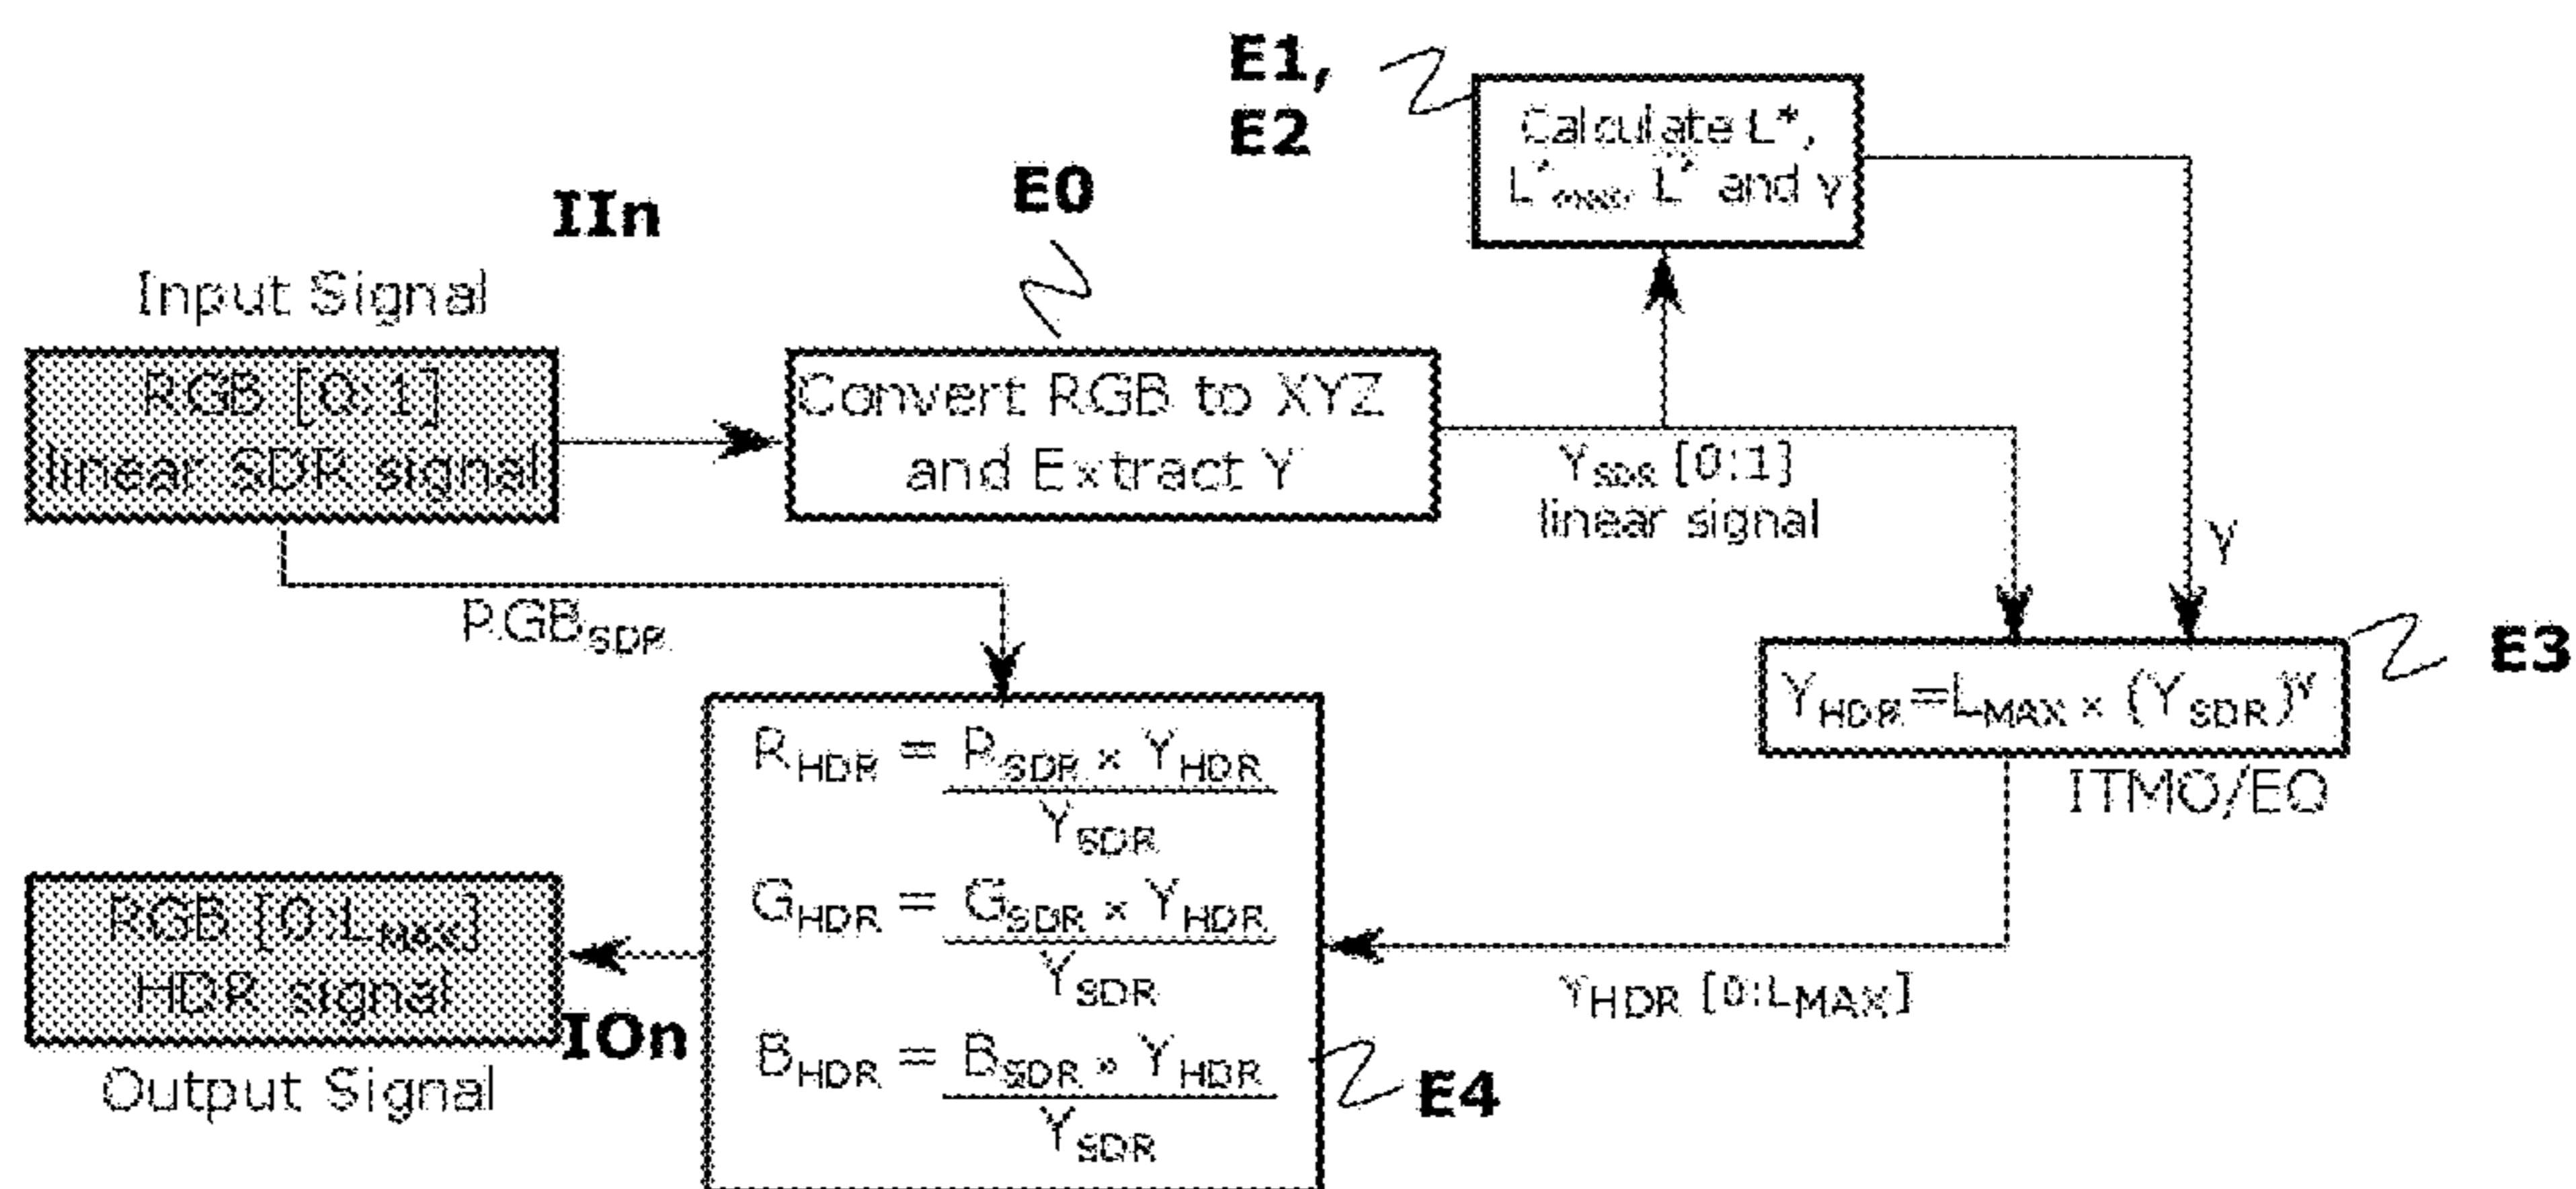 E1,
E2
Calculate L*,
L*max, L* and γ
E0
IIn
Input Signal
RGB [0:1]
linear SDR signal
Convert RGB to XYZ
and Extract Y
YSDR [0:1]
linear signal
γ
RGBSDR
E3
YHDR=LMAX × (YSDR)γ
ITMO/EO
RHDR = RSDR × YHDR
YSDR
GHDR = GSDR × YHDR
YSDR
BHDR = BSDR × YHDR
YSDR
YHDR [0:LMAX]
E4
RGB [0:LMAX]
HDR signal
IOn
Output Signal